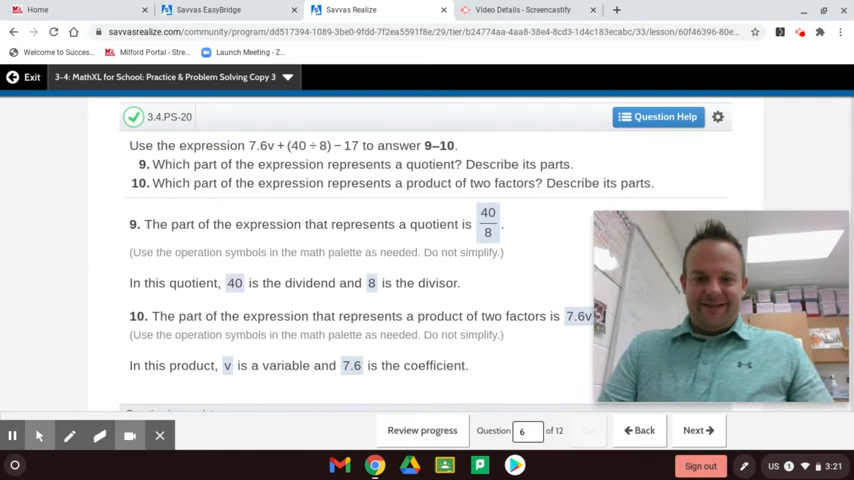 Home
Savvas EasyBridge
Savvas Realize
Video Details - Screencastify
savvasrealize.com/community/program/dd517394-1089-3be0-9fdd-7f2ea5591f8e/29/tier/b24774aa-aa8-38e4-8cd3-1d4c183ecabc/33/lesson/60f46396-80e...
Welcome to Succes...
Milford Portal - Stre...
Launch Meeting - Z...
Exit
3-4: MathXL for School: Practice & Problem Solving Copy 3
3.4.PS-20
Question Help
Use the expression 7.6v + (40 ÷ 8) − 17 to answer 9–10.
9. Which part of the expression represents a quotient? Describe its parts.
10. Which part of the expression represents a product of two factors? Describe its parts.
9. The part of the expression that represents a quotient is 40/8.
(Use the operation symbols in the math palette as needed. Do not simplify.)
In this quotient, 40 is the dividend and 8 is the divisor.
10. The part of the expression that represents a product of two factors is 7.6v
(Use the operation symbols in the math palette as needed. Do not simplify.)
In this product, v is a variable and 7.6 is the coefficient.
Review progress
Question 6 of 12
Go
Back
Next
Sign out
US
1
3:21